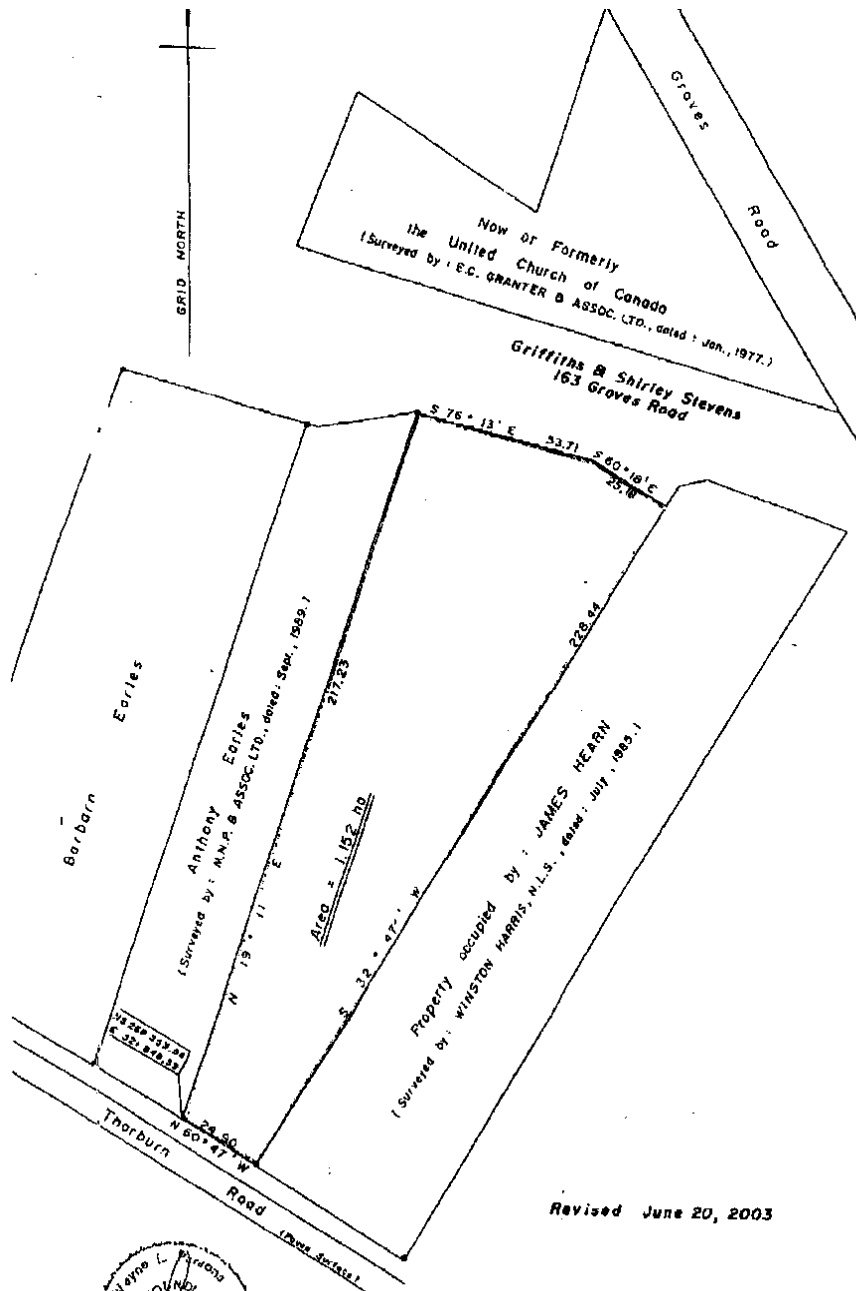 GRID NORTH
Groves
Road
Now or Formerly
the United Church of Canada
(Surveyed by : E.C. GRANTER & ASSOC. LTD., dated : Jan., 1977.)
Griffiths & Shirley Stevens
163 Groves Road
S 76° 13' E 53.71
S 60° 18' E
217.23
228.44
Barbara Earles
Anthony Earles
(Surveyed by : M.N.P. & ASSOC. LTD., dated : Sept., 1989.)
N 19° 11' E
Area = 1.152 ha
S 32° 47' W
Property occupied by : JAMES HEARN
(Surveyed by : WINSTON HARRIS, N.L.S., dated : July, 1985.)
24.90
N 60° 47' W
Thorburn
Road
(Paved Surface)
Revised June 20, 2003
Wayne L. Parsons